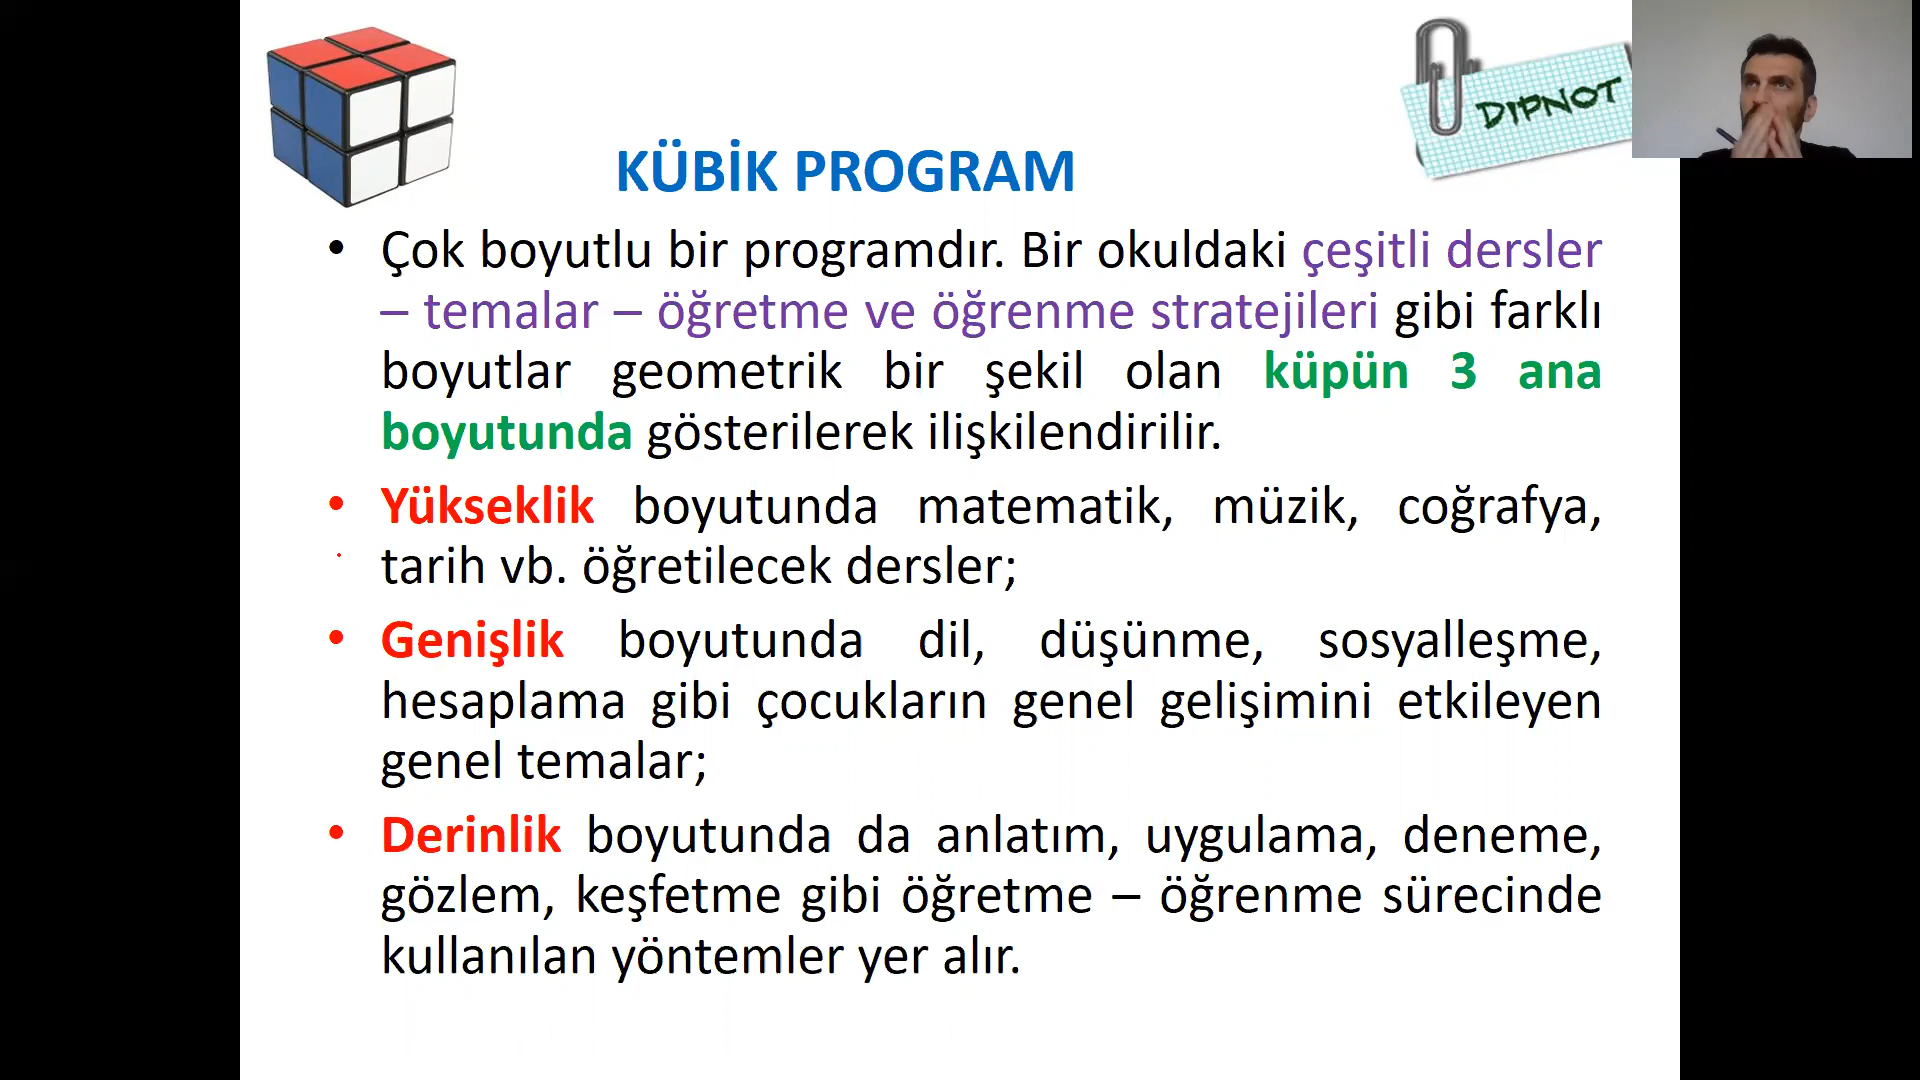 DIPNOT
KÜBİK PROGRAM
• Çok boyutlu bir programdır. Bir okuldaki çeşitli dersler
– temalar – öğretme ve öğrenme stratejileri gibi farklı
boyutlar geometrik bir şekil olan küpün 3 ana
boyutunda gösterilerek ilişkilendirilir.
• Yükseklik boyutunda matematik, müzik, coğrafya,
tarih vb. öğretilecek dersler;
• Genişlik boyutunda dil, düşünme, sosyalleşme,
hesaplama gibi çocukların genel gelişimini etkileyen
genel temalar;
• Derinlik boyutunda da anlatım, uygulama, deneme,
gözlem, keşfetme gibi öğretme – öğrenme sürecinde
kullanılan yöntemler yer alır.